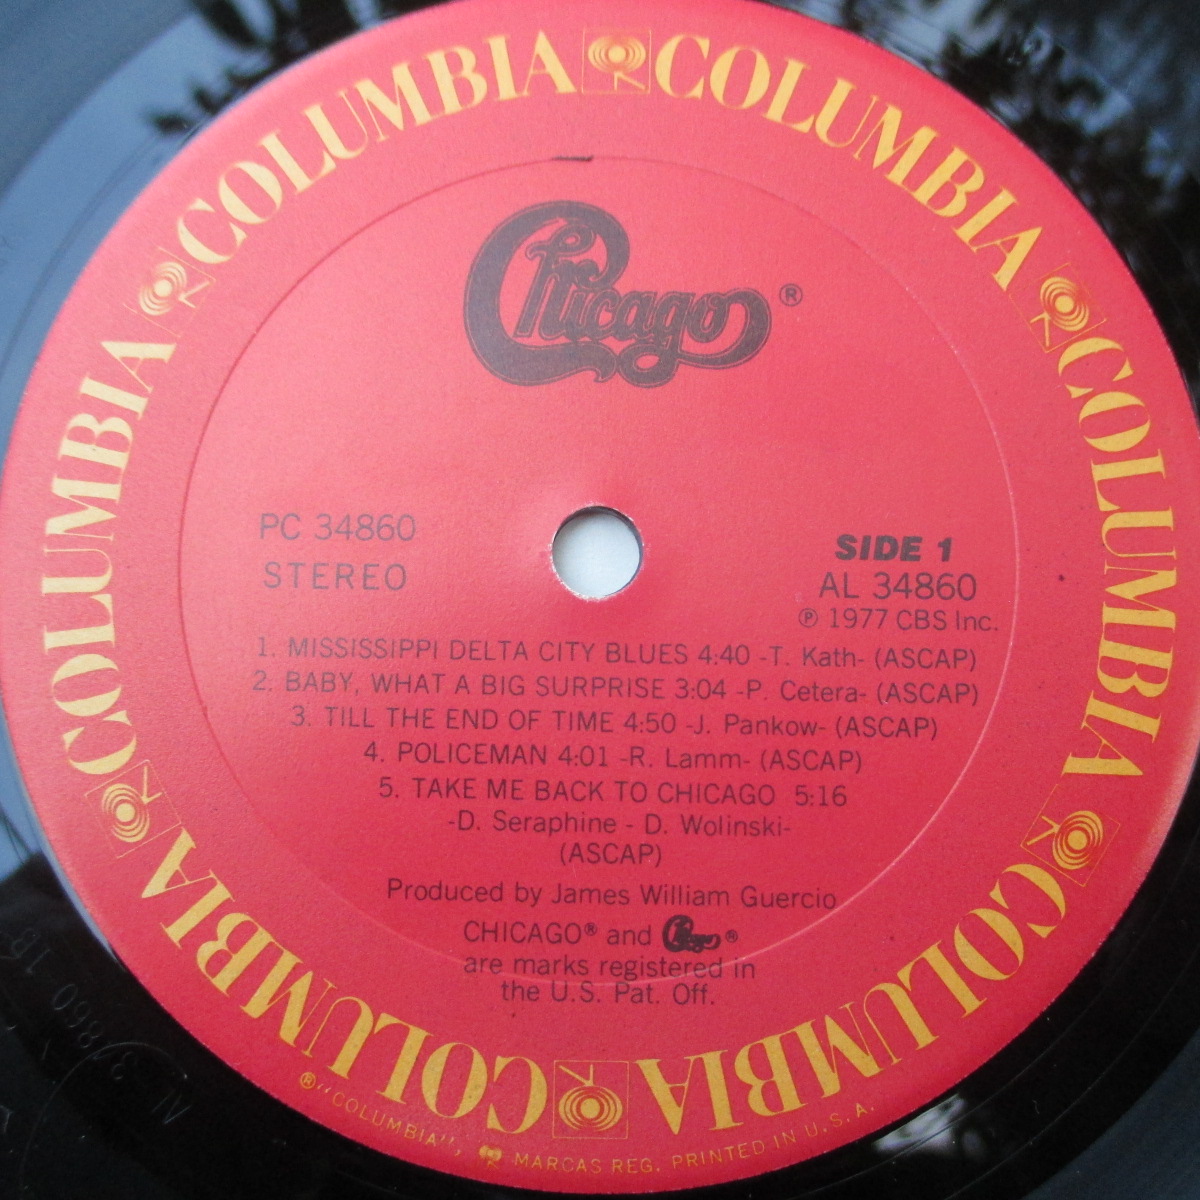 COLUMBIA COLUMBIA COLUMBIA COLUMBIA COLUMBIA COLUMBIA COLUMBIA COLUMBIA
Chicago®
PC 34860
STEREO
SIDE 1
AL 34860
℗ 1977 CBS Inc.
1. MISSISSIPPI DELTA CITY BLUES 4:40 -T. Kath- (ASCAP)
2. BABY, WHAT A BIG SURPRISE 3:04 -P. Cetera- (ASCAP)
3. TILL THE END OF TIME 4:50 -J. Pankow- (ASCAP)
4. POLICEMAN 4:01 -R. Lamm- (ASCAP)
5. TAKE ME BACK TO CHICAGO 5:16
-D. Seraphine - D. Wolinski-
(ASCAP)
Produced by James William Guercio
CHICAGO® and Chicago®
are marks registered in
the U.S. Pat. Off.
® "COLUMBIA", MARCAS REG. PRINTED IN U.S.A.